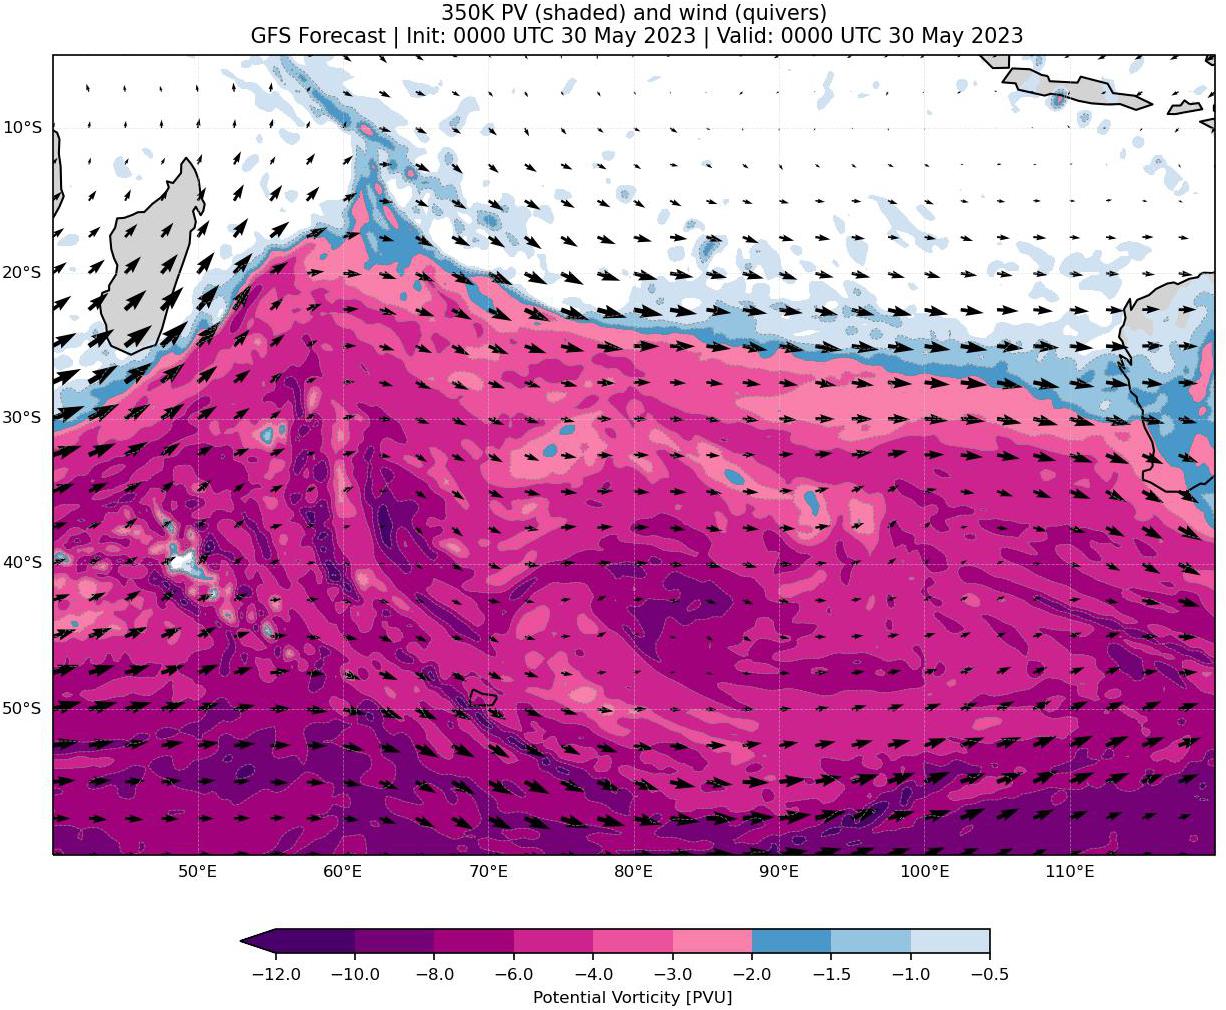 350K PV (shaded) and wind (quivers)
GFS Forecast | Init: 0000 UTC 30 May 2023 | Valid: 0000 UTC 30 May 2023
10°S
20°S
30°S
40°S
50°S
50°E 60°E 70°E 80°E 90°E 100°E 110°E
−12.0 −10.0 −8.0 −6.0 −4.0 −3.0 −2.0 −1.5 −1.0 −0.5
Potential Vorticity [PVU]